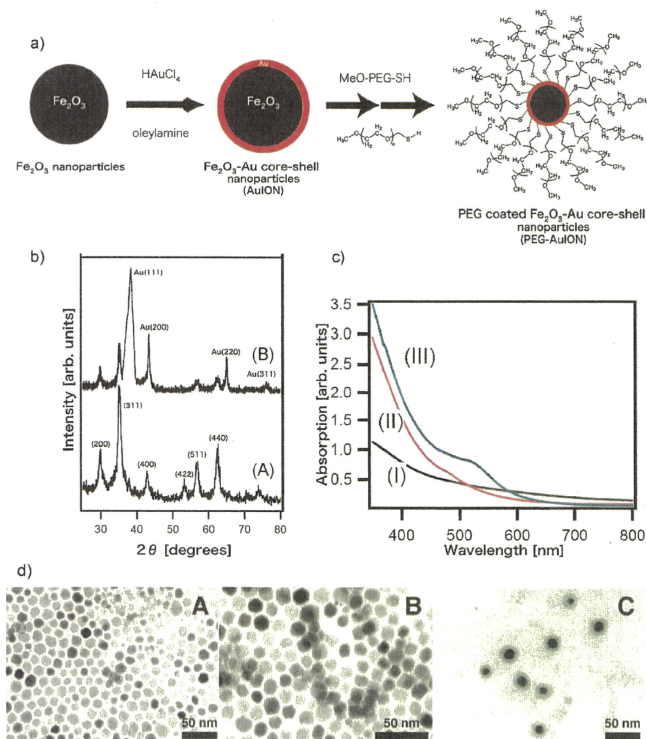 a)
Fe₂O₃
Fe₂O₃ nanoparticles
HAuCl₄
oleylamine
Au
Fe₂O₃
Fe₂O₃-Au core-shell
nanoparticles
(AuION)
MeO-PEG-SH
PEG coated Fe₂O₃-Au core-shell
nanoparticles
(PEG-AuION)
b)
Intensity [arb. units]
Au(111)
Au(200)
Au(220)
Au(311)
(B)
(200)
(311)
(400)
(422)
(511)
(440)
(A)
30 40 50 60 70 80
2θ [degrees]
c)
Absorption [arb. units]
3.5
3.0
2.5
2.0
1.5
1.0
0.5
(III)
(II)
(I)
400 500 600 700 800
Wavelength [nm]
d)
A
50 nm
B
50 nm
C
50 nm